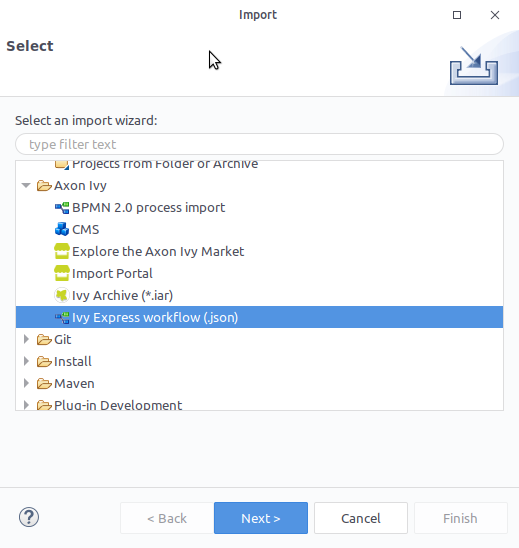 Import
Select
Select an import wizard:
type filter text
Projects from Folder or Archive
Axon Ivy
BPMN 2.0 process import
CMS
Explore the Axon Ivy Market
Import Portal
Ivy Archive (*.iar)
Ivy Express workflow (.json)
Git
Install
Maven
Plug-in Development
?
< Back
Next >
Cancel
Finish